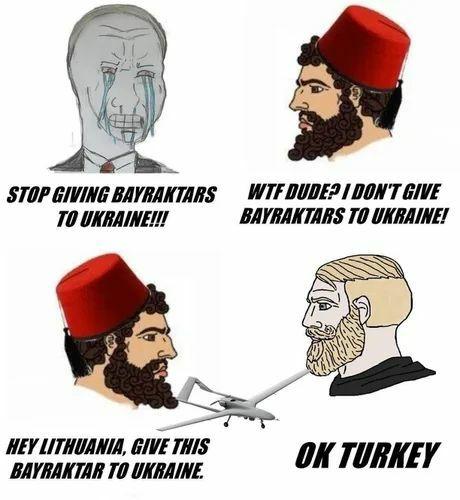 STOP GIVING BAYRAKTARS
TO UKRAINE!!!
WTF DUDE? I DON'T GIVE
BAYRAKTARS TO UKRAINE!
HEY LITHUANIA, GIVE THIS
BAYRAKTAR TO UKRAINE.
OK TURKEY